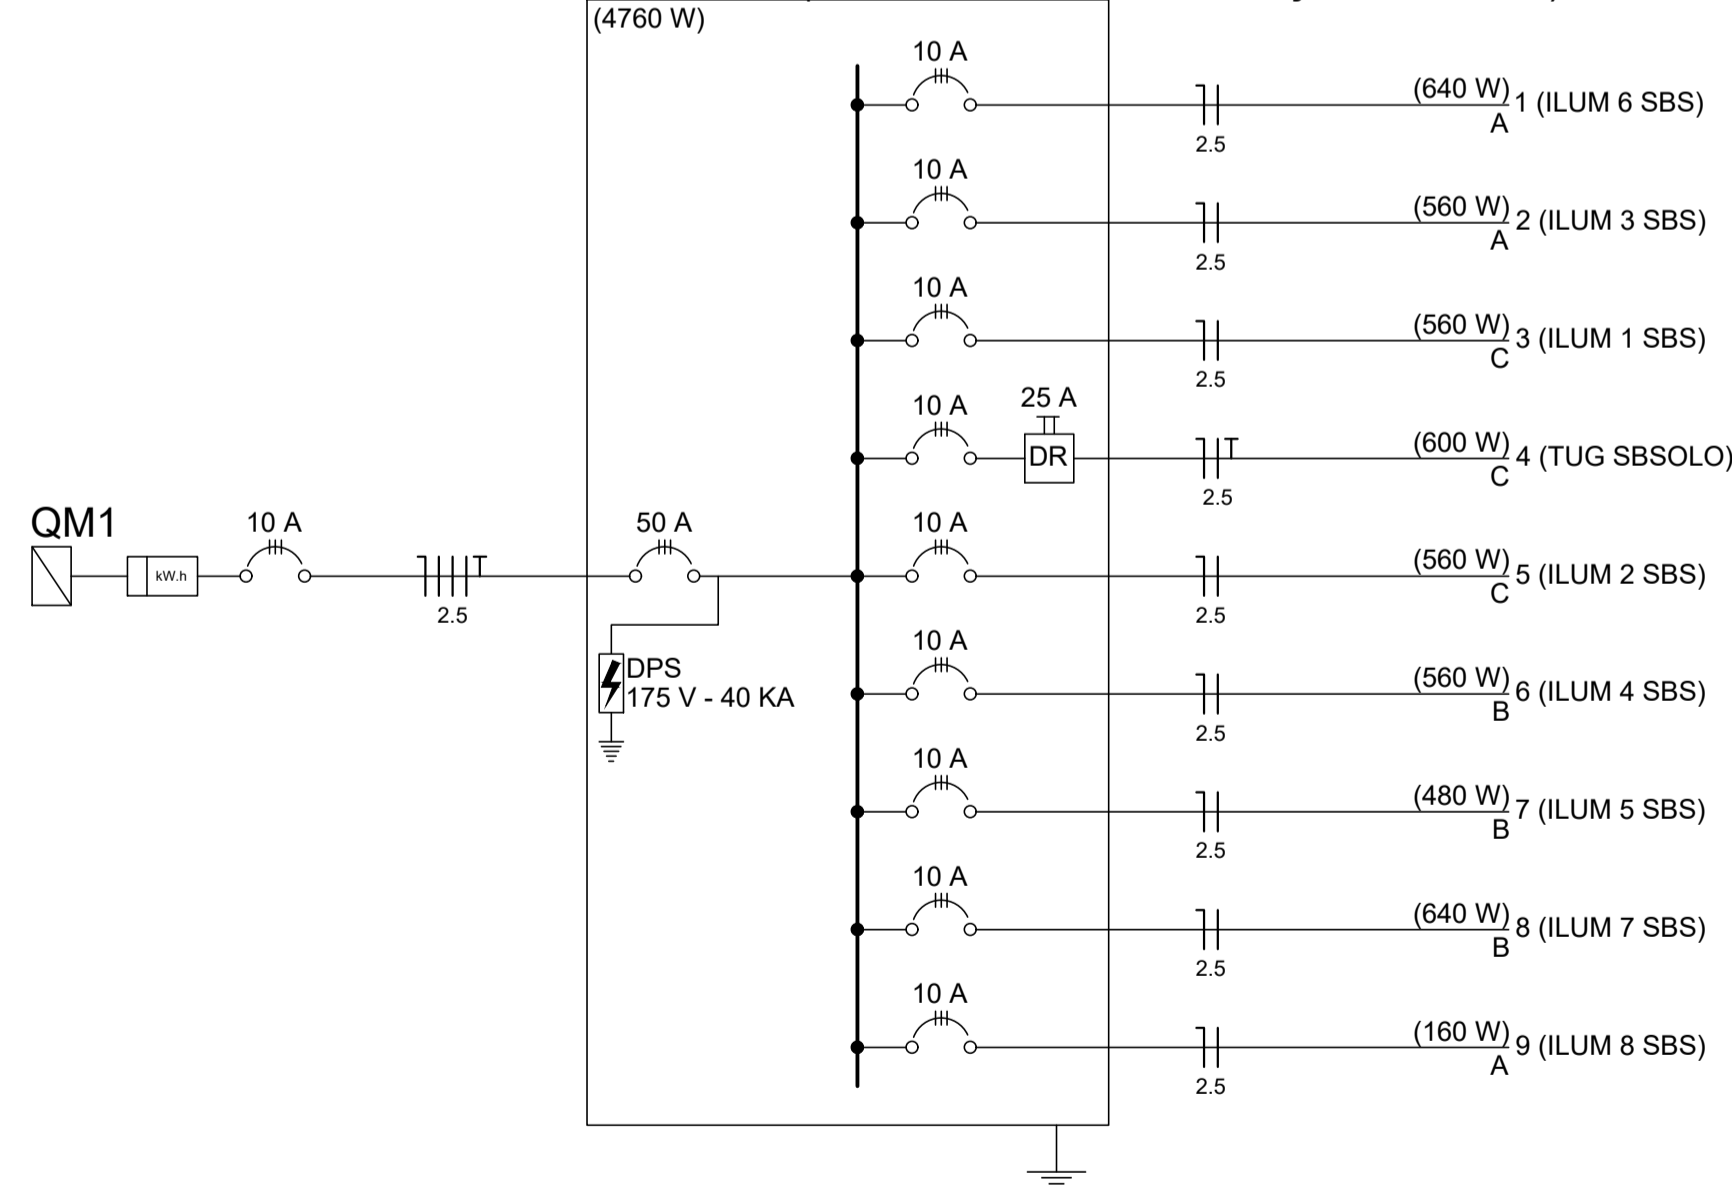 (4760 W)
10 A
(640 W)
1 (ILUM 6 SBS)
A
2.5
10 A
(560 W)
2 (ILUM 3 SBS)
A
2.5
10 A
(560 W)
3 (ILUM 1 SBS)
C
2.5
10 A
25 A
DR
T
(600 W)
4 (TUG SBSOLO)
C
2.5
QM1
kW.h
10 A
T
2.5
50 A
10 A
(560 W)
5 (ILUM 2 SBS)
C
2.5
DPS
175 V - 40 KA
10 A
(560 W)
6 (ILUM 4 SBS)
B
2.5
10 A
(480 W)
7 (ILUM 5 SBS)
B
2.5
10 A
(640 W)
8 (ILUM 7 SBS)
B
2.5
10 A
(160 W)
9 (ILUM 8 SBS)
A
2.5